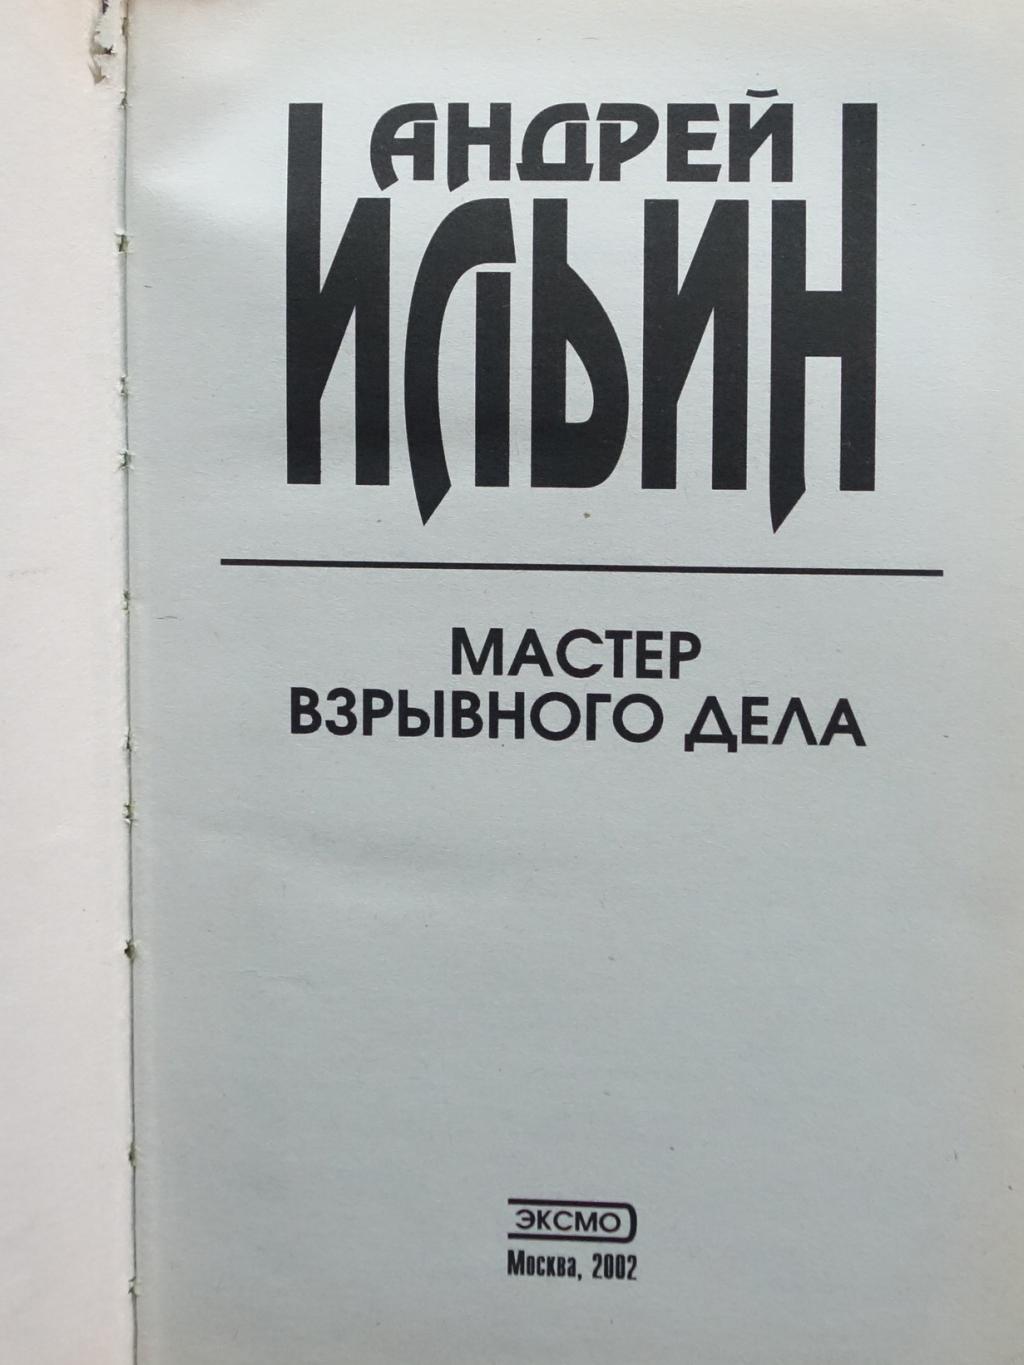 АНДРЕЙ
ИЛЬИН
МАСТЕР
ВЗРЫВНОГО ДЕЛА
ЭКСМО
Москва, 2002